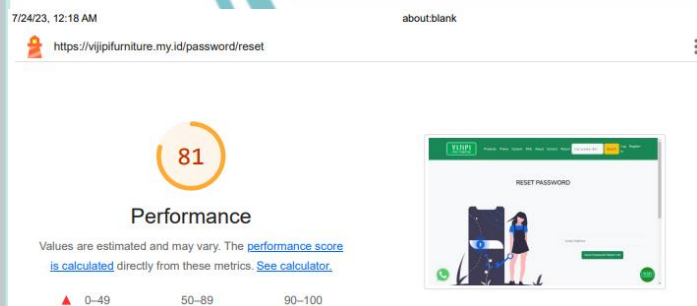 7/24/23, 12:18 AM
about:blank
https://vijipifurniture.my.id/password/reset
81
Performance
Values are estimated and may vary. The performance score
is calculated directly from these metrics. See calculator.
0–49 50–89 90–100
VIJIPI
RESET PASSWORD